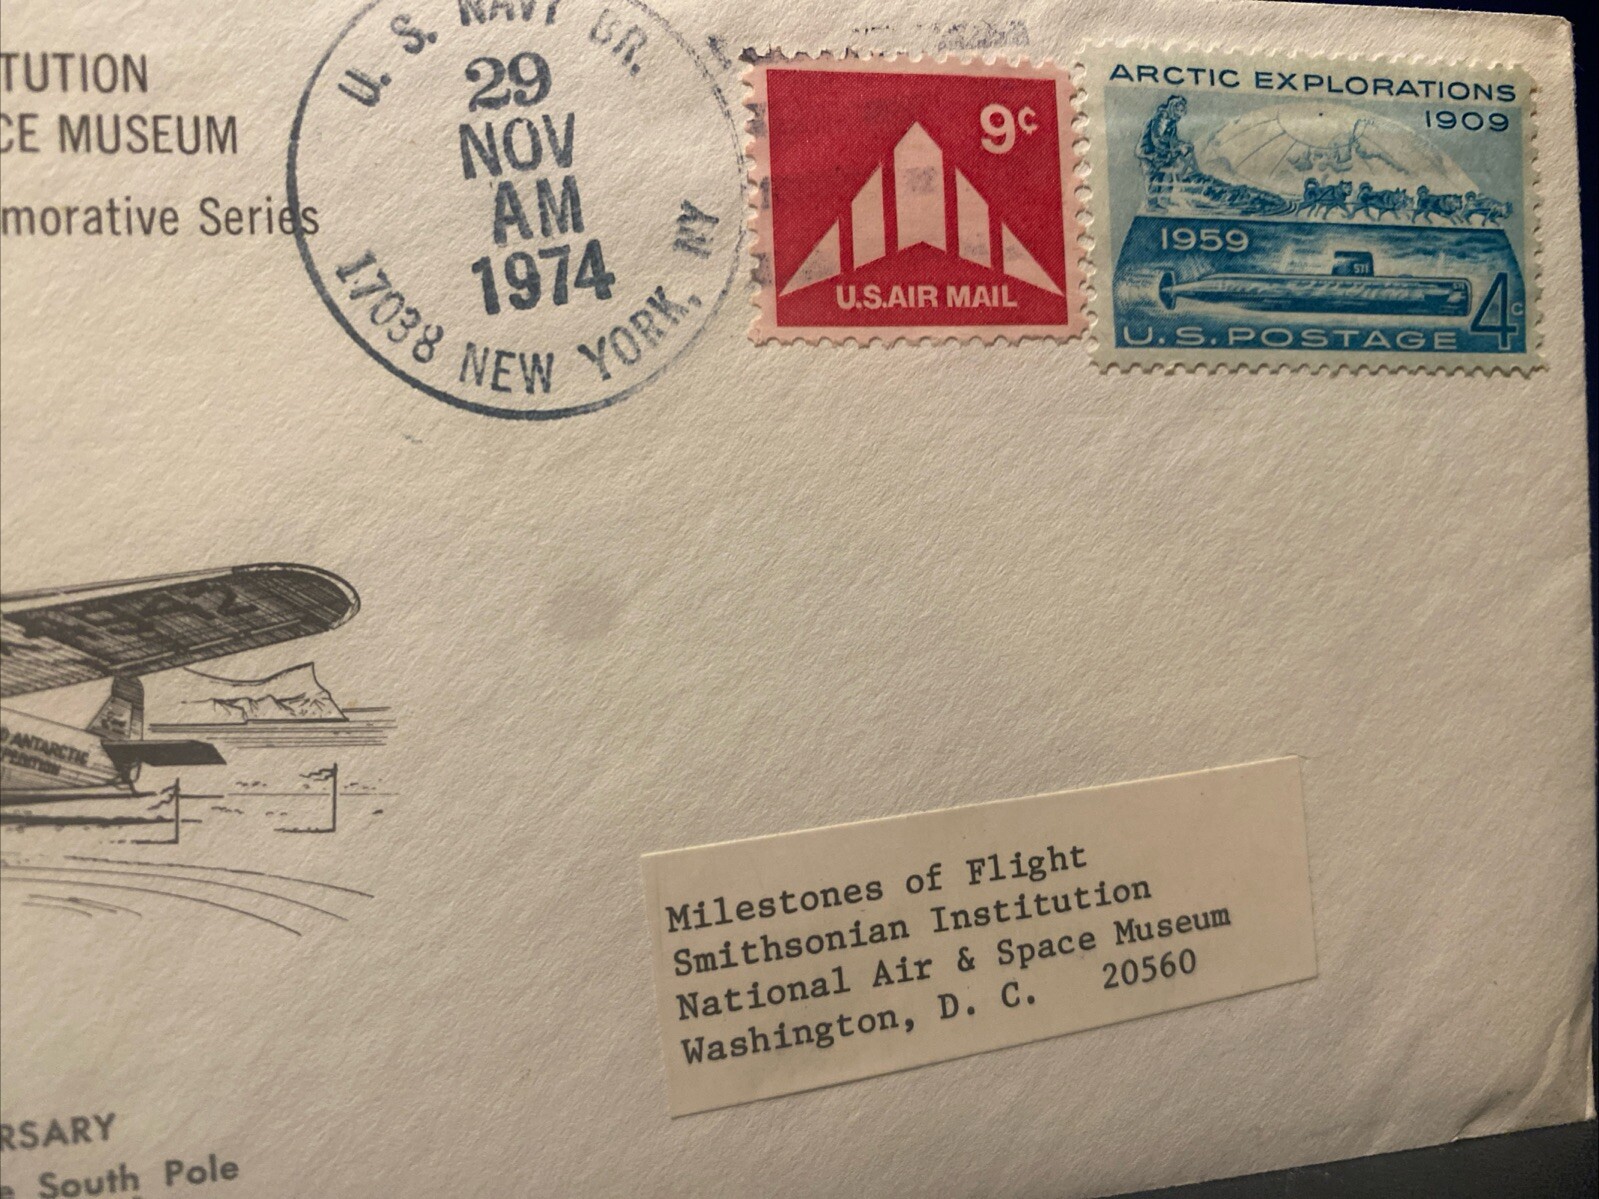 TUTION
CE MUSEUM
morative Series
U. S. NAVY BR.
29
NOV
AM
1974
17038 NEW YORK, NY
9¢
U.S.AIR MAIL
ARCTIC EXPLORATIONS
1909
1959
571
4¢
U.S. POSTAGE
ANTARCTIC
Milestones of Flight
Smithsonian Institution
National Air & Space Museum
Washington, D. C. 20560
RSARY
e South Pole